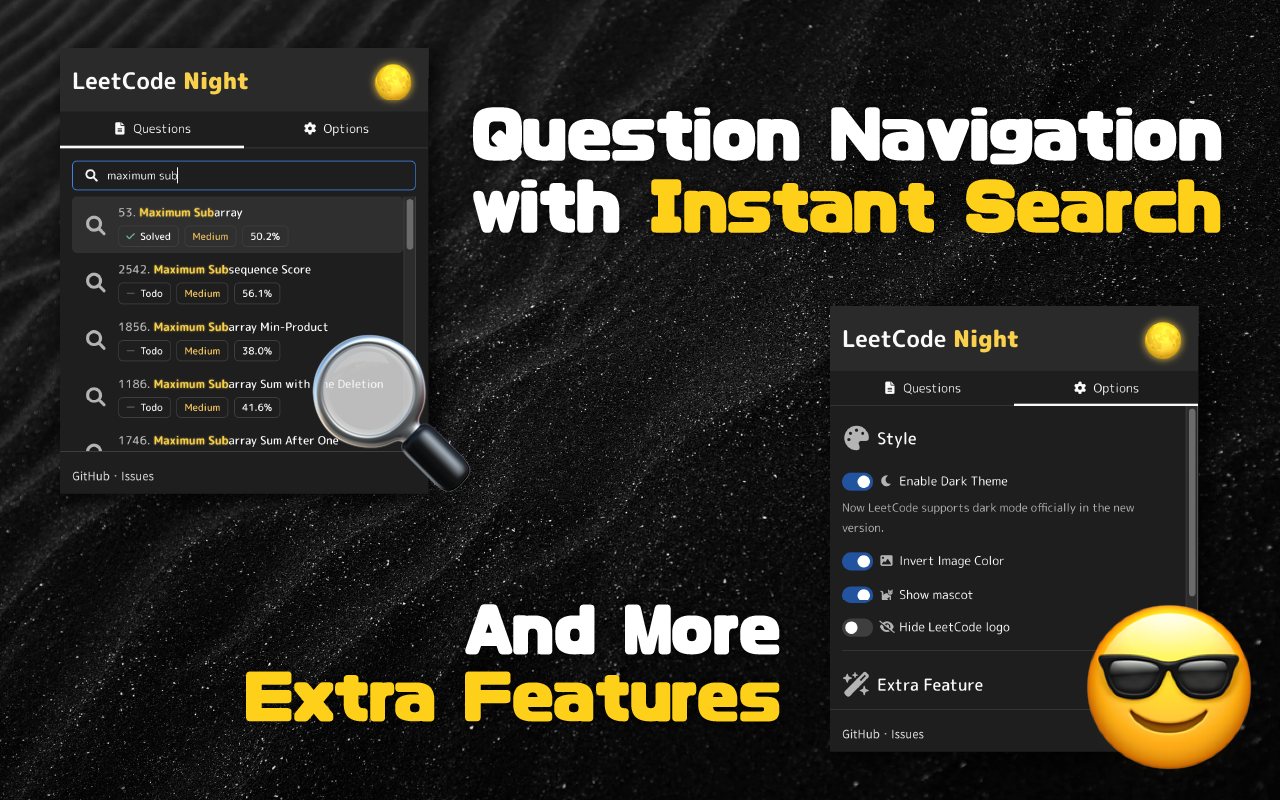 LeetCode Night
Questions
Options
maximum sub
53. Maximum Subarray
Solved
Medium
50.2%
2542. Maximum Subsequence Score
Todo
Medium
56.1%
1856. Maximum Subarray Min-Product
Todo
Medium
38.0%
1186. Maximum Subarray Sum with One Deletion
Todo
Medium
41.6%
1746. Maximum Subarray Sum After One
GitHub · Issues
Question Navigation
with Instant Search
LeetCode Night
Questions
Options
Style
Enable Dark Theme
Now LeetCode supports dark mode officially in the new
version.
Invert Image Color
Show mascot
Hide LeetCode logo
Extra Feature
GitHub · Issues
And More
Extra Features